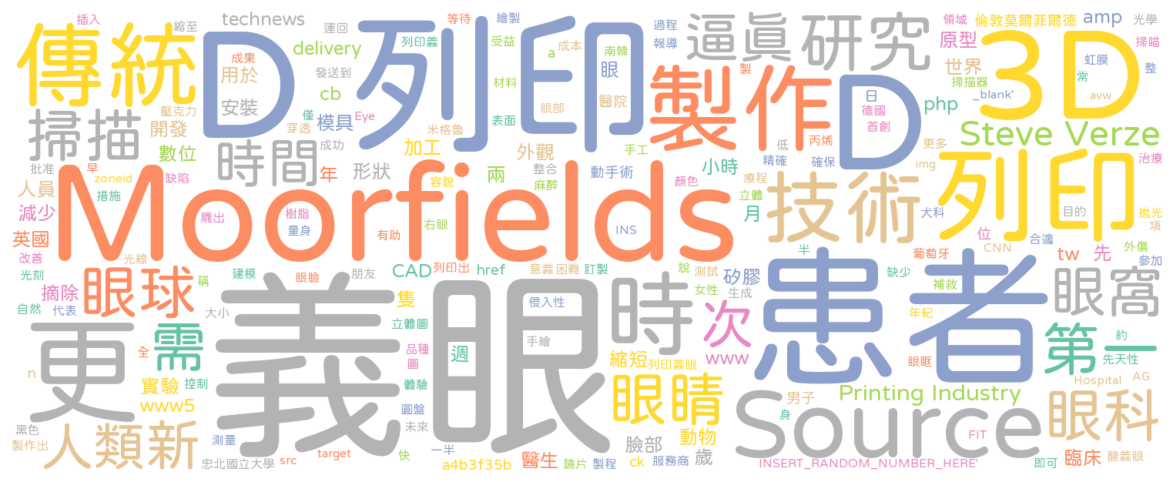 傳統
D
列印
逼真
研究
3D
technews
delivery
用於
cb
安裝
掃描
開發
數位
模具
時間
形狀
加工
米格魯
外觀
製作
D
小時
amp
原型
世界
php
Steve Verze
倫敦莫爾菲爾德
領域
光學
掃瞄
虹膜
整
常
掃描器
_blank'
avw
日
德國
首創
更多
低
丙烯
精確
確保
img
治療
縮至
插入
運回
繪製
等待
過程
報導
成果
列印義
受益
a
成本
南韓
材料
眼
發送到
醫院
製
壓克力
僅
Eye
穿透
表面
眼部
手工
成功
批准
早
zoneid
缺陷
人員
措施
減少
英國
改善
光刻
自然
年
容貌
兩
整合
麻醉
動手術
顏色
療程
立體
月
Moorfields
技術
列印
雕出
樹脂
量身
有助
右眼
INS
犬科
目的
拋光
項
半
位
合適
外傷
CNN
先
參加
葡萄牙
tw
摘除
代表
眼球
光線
稱
建模
眼瞼
朋友
CAD
列印出
href
意義
困難
訂製
說
測試
矽膠
女性
生成
缺少
補救
年紀
更
需
義眼
大小
隻
立體圖
侵入性
手繪
週
品種
圖
時
次
www
患者
眼窩
第一
約
先天性
全
n
實驗
控制
www5
體驗
圓盤
未來
縮短
列印義眼
眼睛
眼眶
Printing Industry
Hospital
AG
黑色
製作出
人類
新
測量
快
忠北國立大學
src
target
一半
a4b3f35b
醫生
鏡片
製程
ck
服務商
臉部
動物
歲
男子
身
Source
FIT
眼科
INSERT_RANDOM_NUMBER_HERE'
即可
臨床
酸義眼